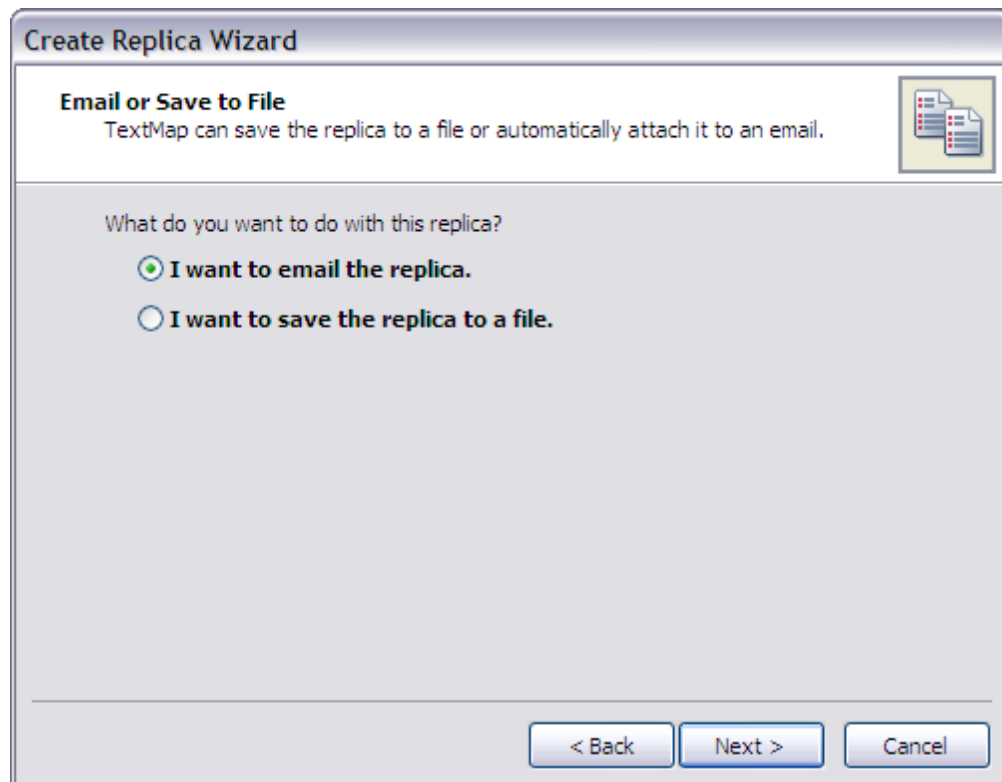 Create Replica Wizard
Email or Save to File
TextMap can save the replica to a file or automatically attach it to an email.
What do you want to do with this replica?
I want to email the replica.
I want to save the replica to a file.
< Back Next > Cancel